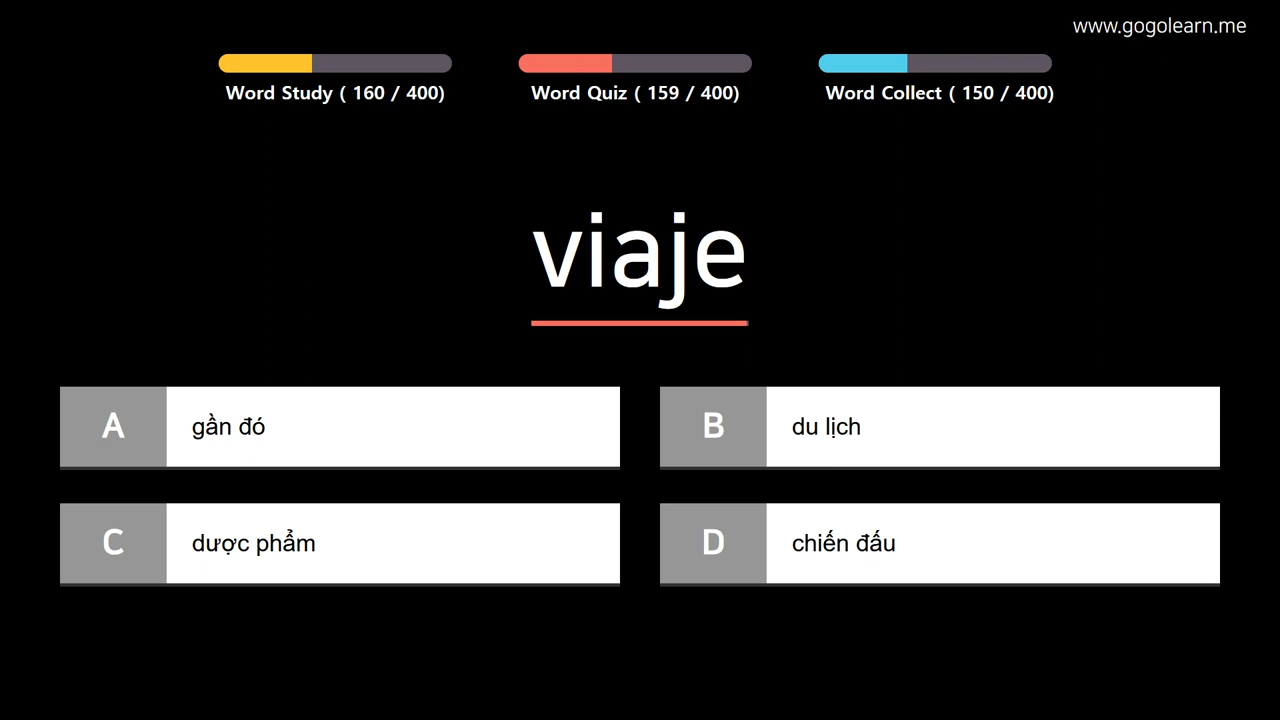 www.gogolearn.me
Word Study ( 160 / 400)
Word Quiz ( 159 / 400)
Word Collect ( 150 / 400)
viaje
A gần đó
B du lịch
C dược phẩm
D chiến đấu